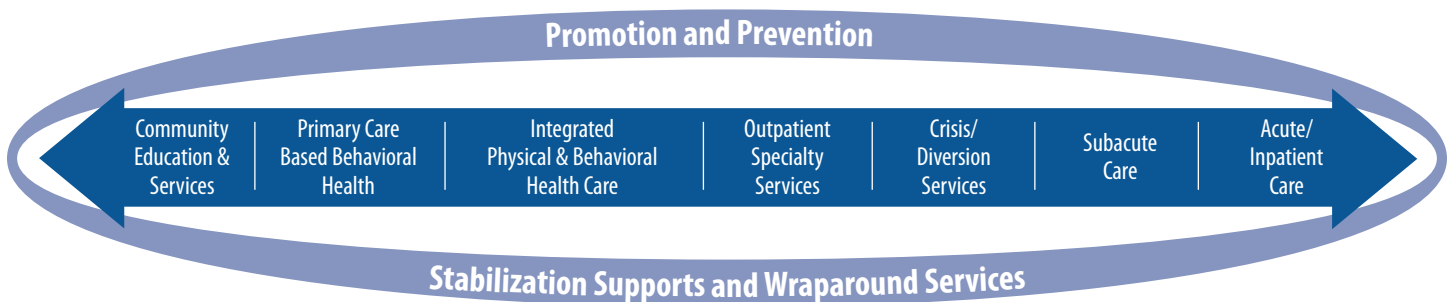 Promotion and Prevention
Community
Education &
Services
Primary Care
Based Behavioral
Health
Integrated
Physical & Behavioral
Health Care
Outpatient
Specialty
Services
Crisis/
Diversion
Services
Subacute
Care
Acute/
Inpatient
Care
Stabilization Supports and Wraparound Services